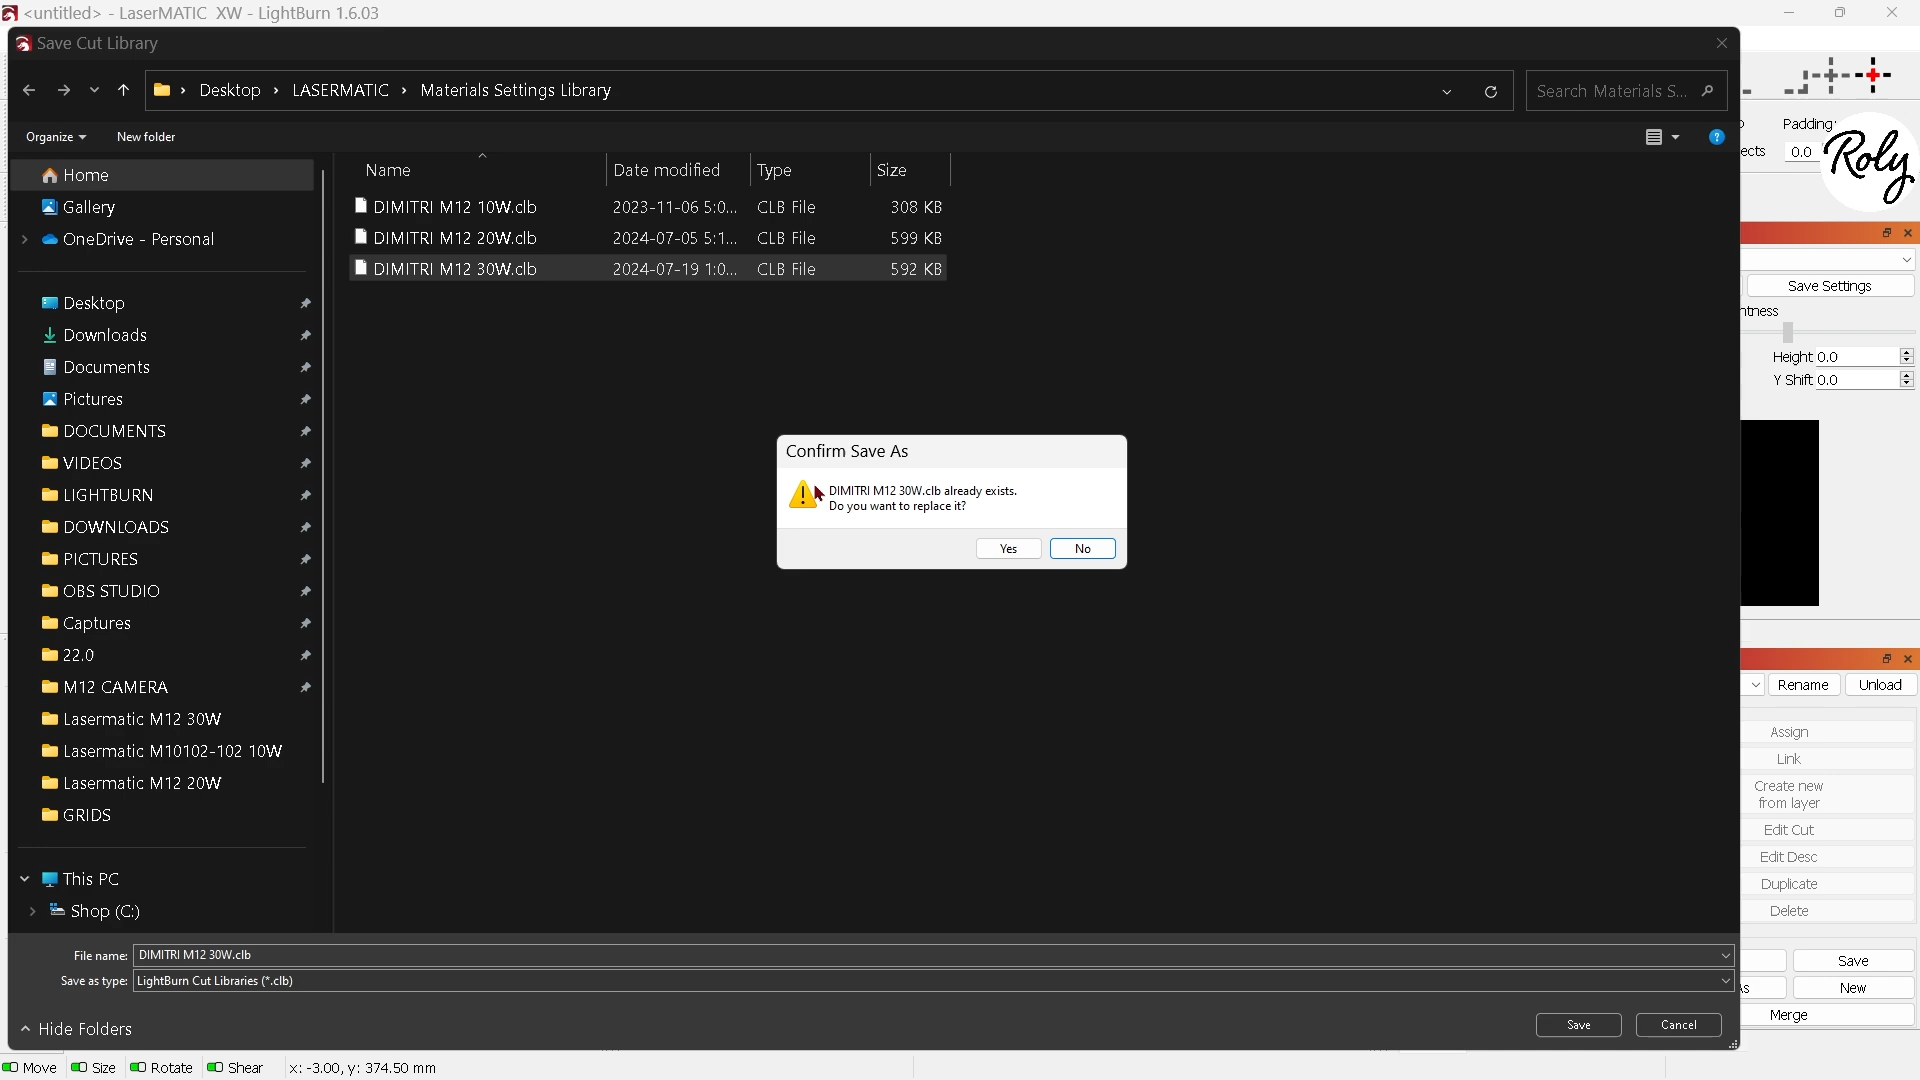 <untitled> - LaserMATIC XW - LightBurn 1.6.03
Save Cut Library
Desktop > LASERMATIC > Materials Settings Library
Search Materials S...
Organize
New folder
Padding:
ects
0.0
Roly
Name
Date modified
Type
Size
Home
Gallery
OneDrive - Personal
DIMITRI M12 10W.clb 2023-11-06 5:0... CLB File 308 KB
DIMITRI M12 20W.clb 2024-07-05 5:1... CLB File 599 KB
DIMITRI M12 30W.clb 2024-07-19 1:0... CLB File 592 KB
Save Settings
htness
Height 0.0
Y Shift 0.0
Desktop
Downloads
Documents
Pictures
DOCUMENTS
VIDEOS
LIGHTBURN
DOWNLOADS
PICTURES
OBS STUDIO
Captures
22.0
M12 CAMERA
Lasermatic M12 30W
Lasermatic M10102-102 10W
Lasermatic M12 20W
GRIDS
This PC
Shop (C:)
Confirm Save As
DIMITRI M12 30W.clb already exists.
Do you want to replace it?
Yes
No
Rename
Unload
Assign
Link
Create new
from layer
Edit Cut
Edit Desc
Duplicate
Delete
Save
As
New
Merge
File name: DIMITRI M12 30W.clb
Save as type: LightBurn Cut Libraries (*.clb)
Hide Folders
Save
Cancel
Move
Size
Rotate
Shear
x: -3.00, y: 374.50 mm